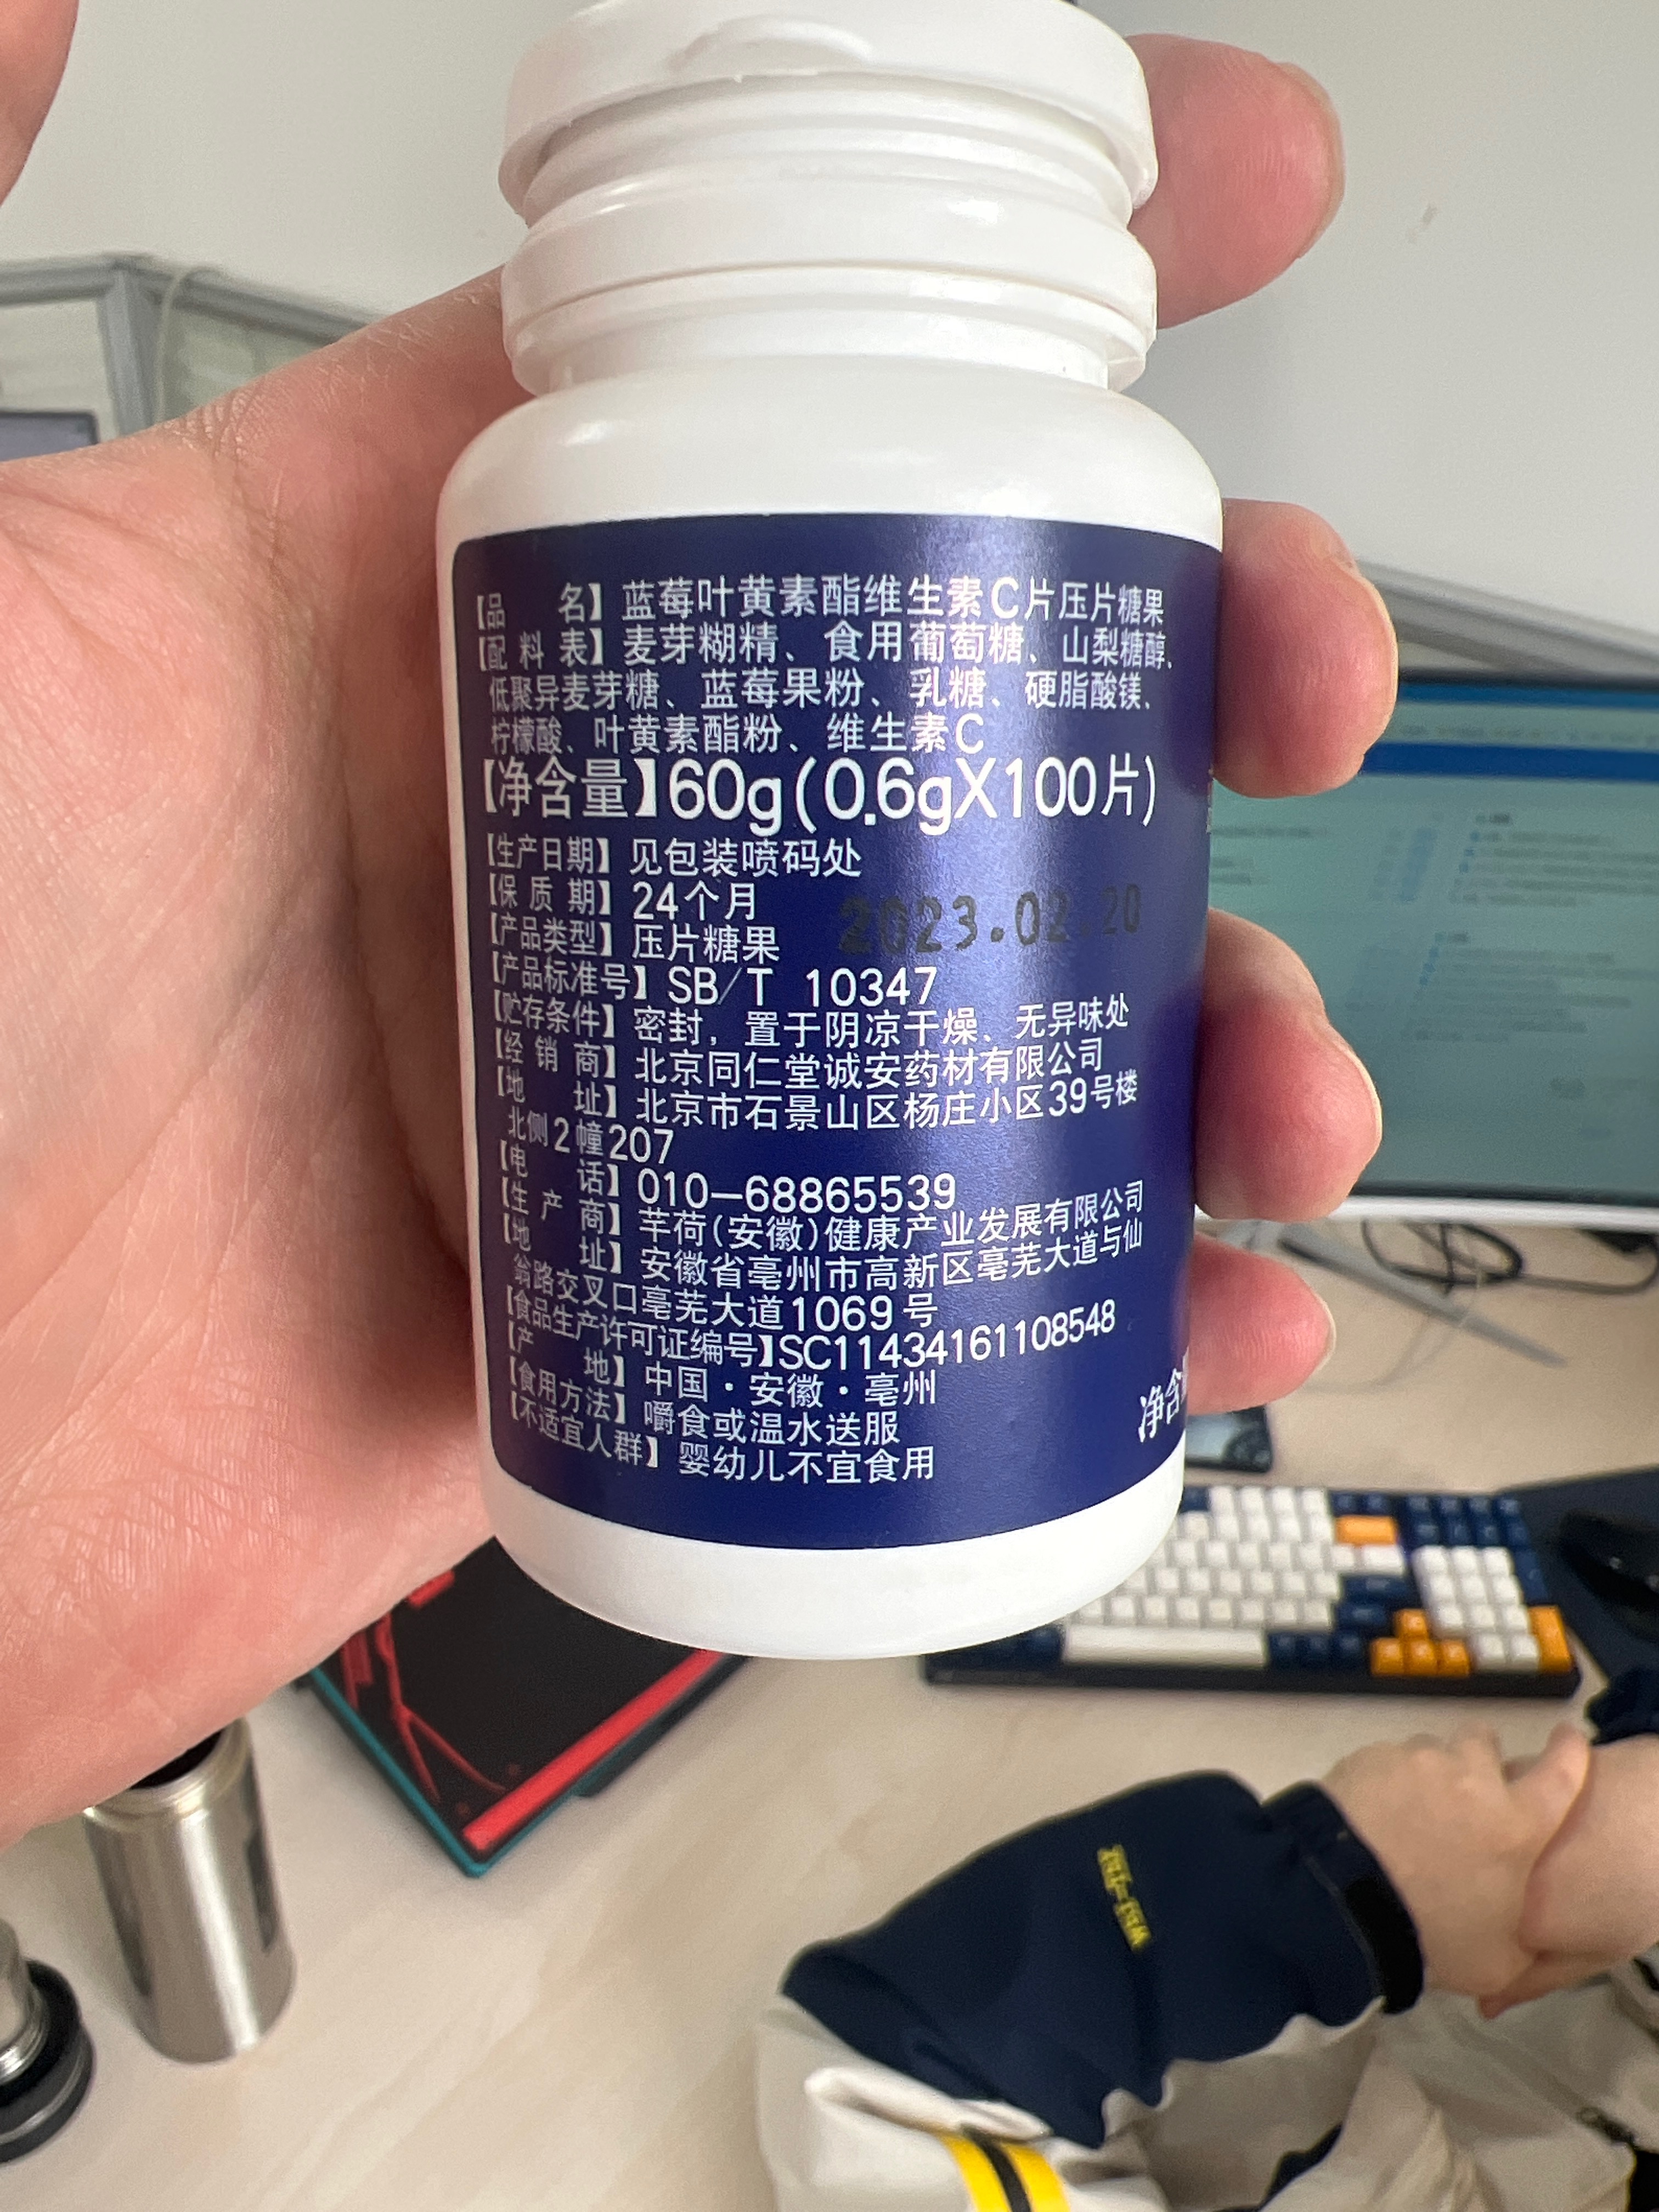 【品　　名】蓝莓叶黄素酯维生素C片压片糖果
【配 料 表】麦芽糊精、食用葡萄糖、山梨糖醇、
低聚异麦芽糖、蓝莓果粉、乳糖、硬脂酸镁、
柠檬酸、叶黄素酯粉、维生素C
【净含量】60g(0.6gX100片)
【生产日期】见包装喷码处
【保 质 期】24个月
2023.02.20
【产品类型】压片糖果
【产品标准号】SB/T 10347
【贮存条件】密封，置于阴凉干燥、无异味处
【经 销 商】北京同仁堂诚安药材有限公司
【地　　址】北京市石景山区杨庄小区39号楼
北侧2幢207
【电　　话】010—68865539
【生 产 商】芊荷(安徽)健康产业发展有限公司
【地　　址】安徽省亳州市高新区亳芜大道与仙
翁路交叉口亳芜大道1069号
【食品生产许可证编号】SC11434161108548
【产　　地】中国·安徽·亳州
【食用方法】嚼食或温水送服
【不适宜人群】婴幼儿不宜食用
净含